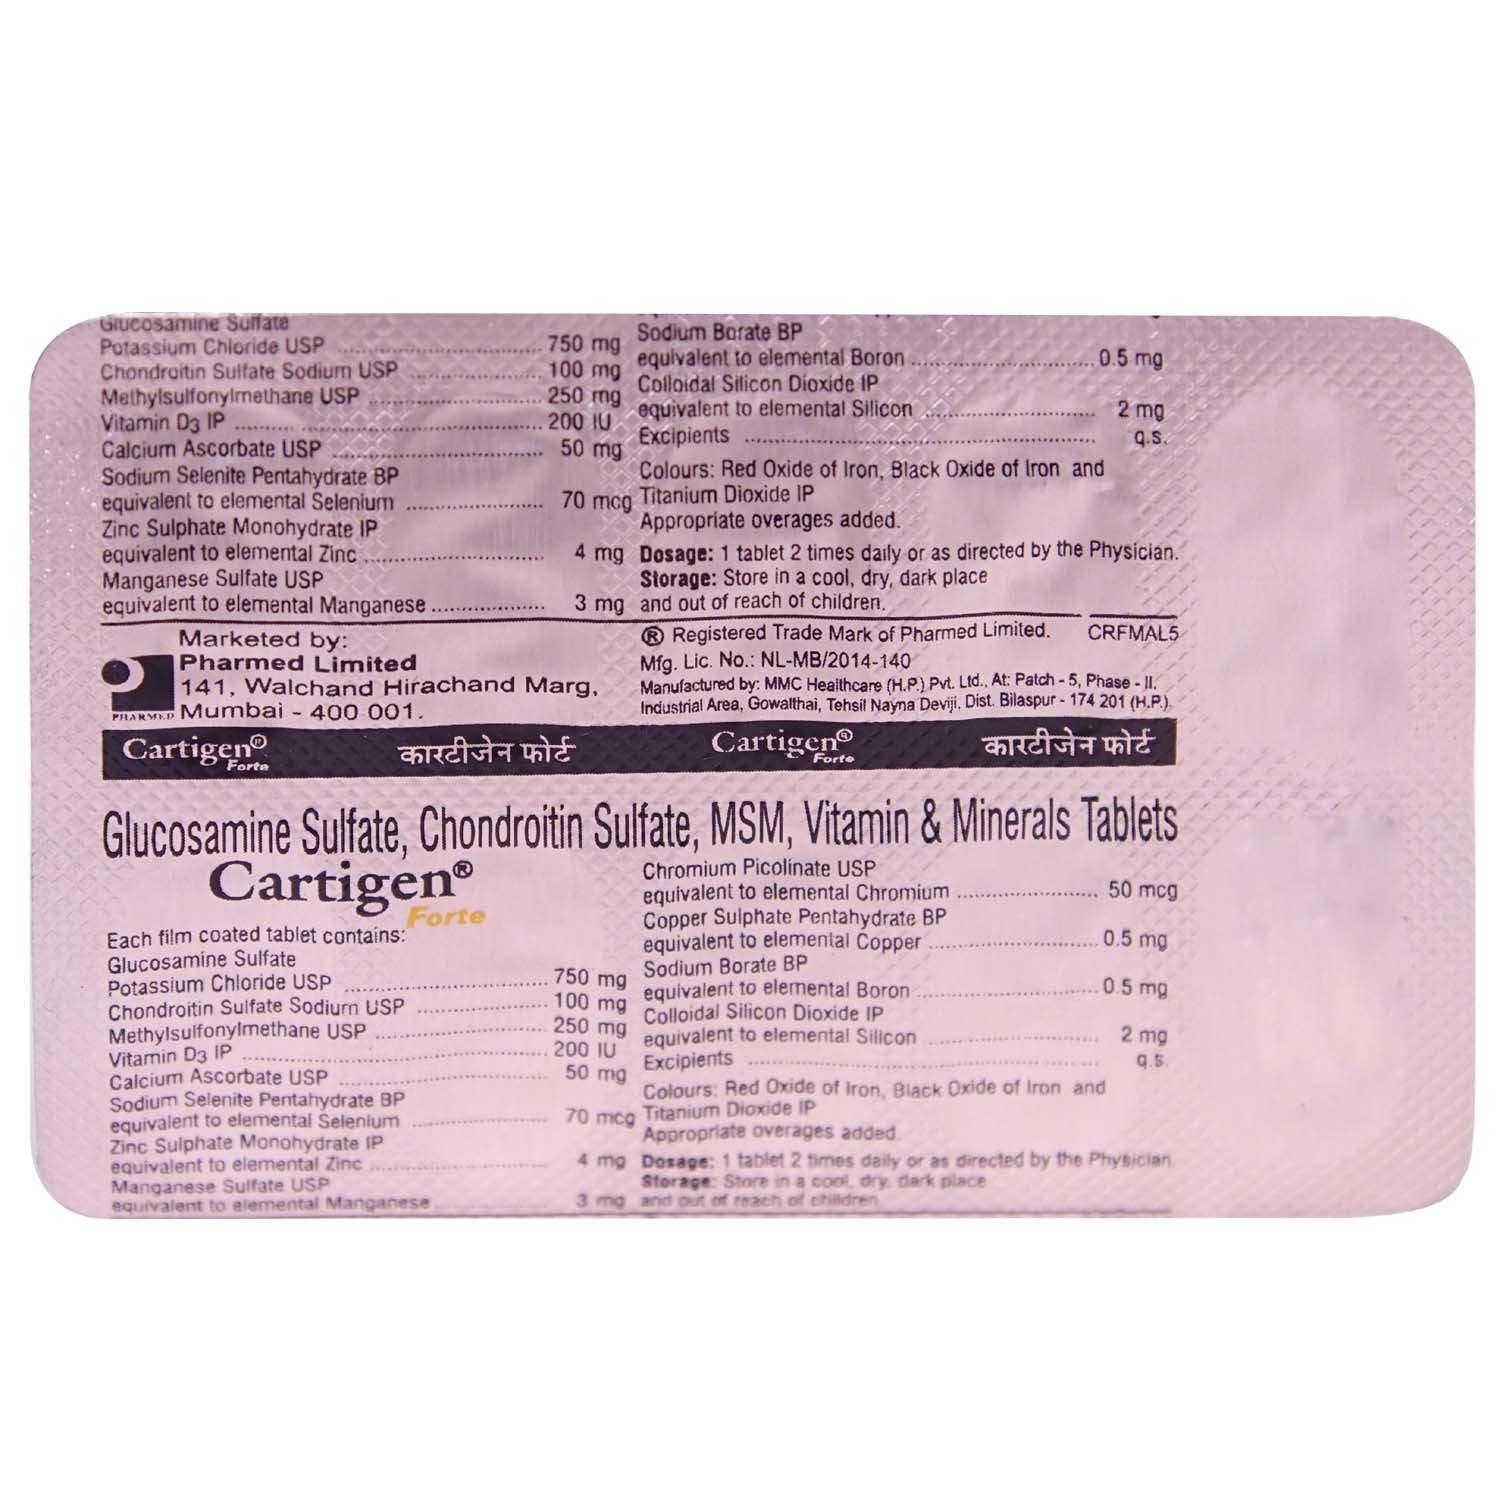 Glucosamine Sulfate
Potassium Chloride USP ........ 750 mg
Chondroitin Sulfate Sodium USP ........ 100 mg
Methylsulfonylmethane USP ........ 250 mg
Vitamin D3 IP ........ 200 IU
Calcium Ascorbate USP ........ 50 mg
Sodium Selenite Pentahydrate BP
equivalent to elemental Selenium ........ 70 mcg
Zinc Sulphate Monohydrate IP
equivalent to elemental Zinc ........ 4 mg
Manganese Sulfate USP
equivalent to elemental Manganese ........ 3 mg
Sodium Borate BP
equivalent to elemental Boron ........ 0.5 mg
Colloidal Silicon Dioxide IP
equivalent to elemental Silicon ........ 2 mg
Excipients ........ q.s.
Colours: Red Oxide of Iron, Black Oxide of Iron and
Titanium Dioxide IP
Appropriate overages added.
Dosage: 1 tablet 2 times daily or as directed by the Physician.
Storage: Store in a cool, dry, dark place
and out of reach of children.
Marketed by:
Pharmed Limited
141, Walchand Hirachand Marg,
Mumbai - 400 001.
PHARMED
® Registered Trade Mark of Pharmed Limited. CRFMAL5
Mfg. Lic. No.: NL-MB/2014-140
Manufactured by: MMC Healthcare (H.P.) Pvt. Ltd., At: Patch - 5, Phase - II,
Industrial Area, Gowalthai, Tehsil Nayna Deviji, Dist. Bilaspur - 174 201 (H.P.).
Cartigen® Forte कारटीजेन फोर्ट Cartigen® Forte कारटीजेन फोर्ट
Glucosamine Sulfate, Chondroitin Sulfate, MSM, Vitamin & Minerals Tablets
Cartigen®
Forte
Each film coated tablet contains:
Glucosamine Sulfate
Potassium Chloride USP ........ 750 mg
Chondroitin Sulfate Sodium USP ........ 100 mg
Methylsulfonylmethane USP ........ 250 mg
Vitamin D3 IP ........ 200 IU
Calcium Ascorbate USP ........ 50 mg
Sodium Selenite Pentahydrate BP
equivalent to elemental Selenium ........ 70 mcg
Zinc Sulphate Monohydrate IP
equivalent to elemental Zinc ........ 4 mg
Manganese Sulfate USP
equivalent to elemental Manganese ........ 3 mg
Chromium Picolinate USP
equivalent to elemental Chromium ........ 50 mcg
Copper Sulphate Pentahydrate BP
equivalent to elemental Copper ........ 0.5 mg
Sodium Borate BP
equivalent to elemental Boron ........ 0.5 mg
Colloidal Silicon Dioxide IP
equivalent to elemental Silicon ........ 2 mg
Excipients ........ q.s.
Colours: Red Oxide of Iron, Black Oxide of Iron and
Titanium Dioxide IP
Appropriate overages added.
Dosage: 1 tablet 2 times daily or as directed by the Physician.
Storage: Store in a cool, dry, dark place
and out of reach of children.